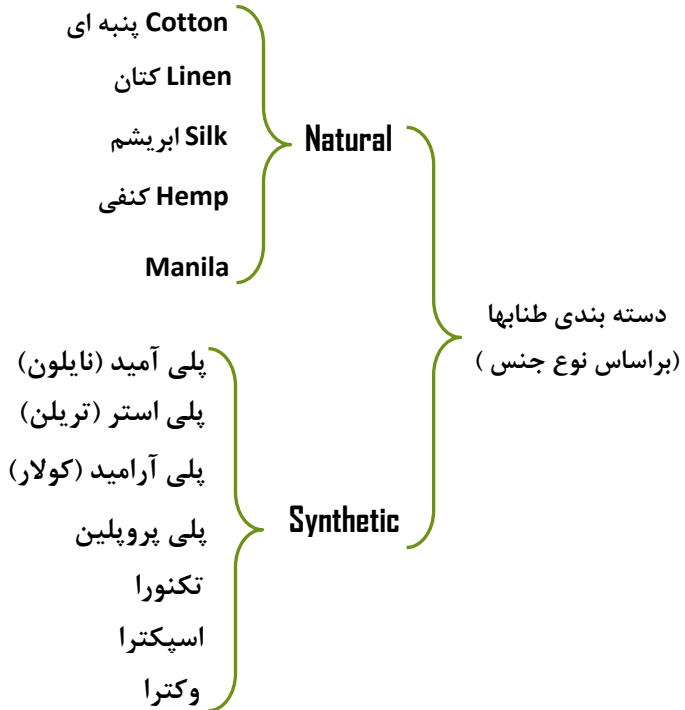 دسته بندی طنابها
(براساس نوع جنس )
Natural
Cotton پنبه ای
Linen کتان
Silk ابریشم
Hemp کنفی
Manila
Synthetic
پلی آمید (نایلون)
پلی استر (تریلن)
پلی آرامید (کولار)
پلی پروپلین
تکنورا
اسپکترا
وکترا